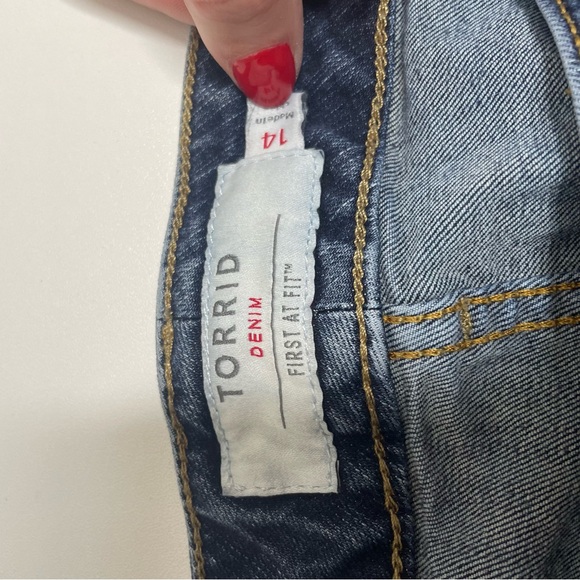 TORRID
DENIM
FIRST AT FIT™
14
Made in